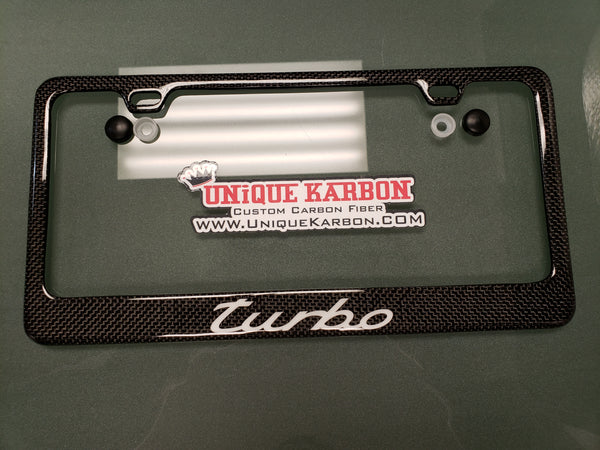 UNiQUE KARBON
CUSTOM CARBON FIBER
WWW.UNIQUEKARBON.COM
turbo